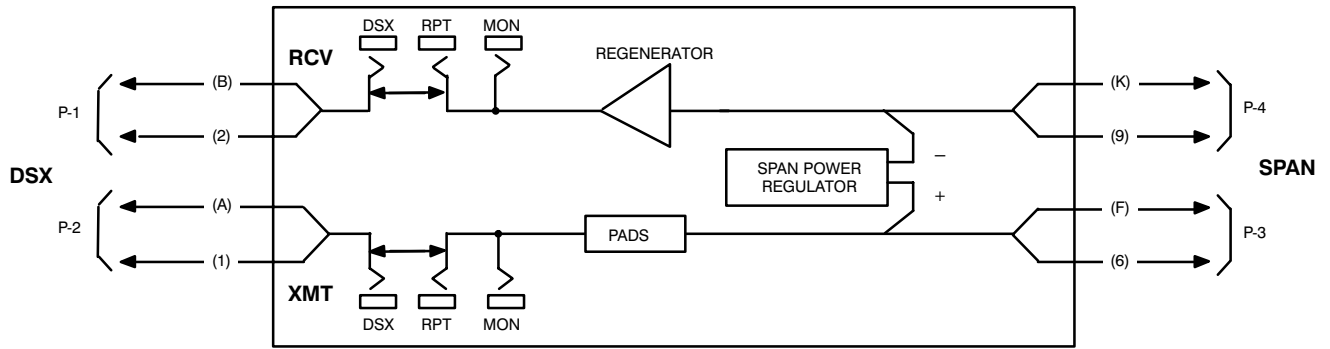 DSX RPT MON
RCV
REGENERATOR
(B)
(K)
P-1
P-4
(2)
(9)
DSX
SPAN POWER
REGULATOR
–
+
SPAN
(A)
(F)
P-2
PADS
P-3
(1)
(6)
XMT
DSX RPT MON